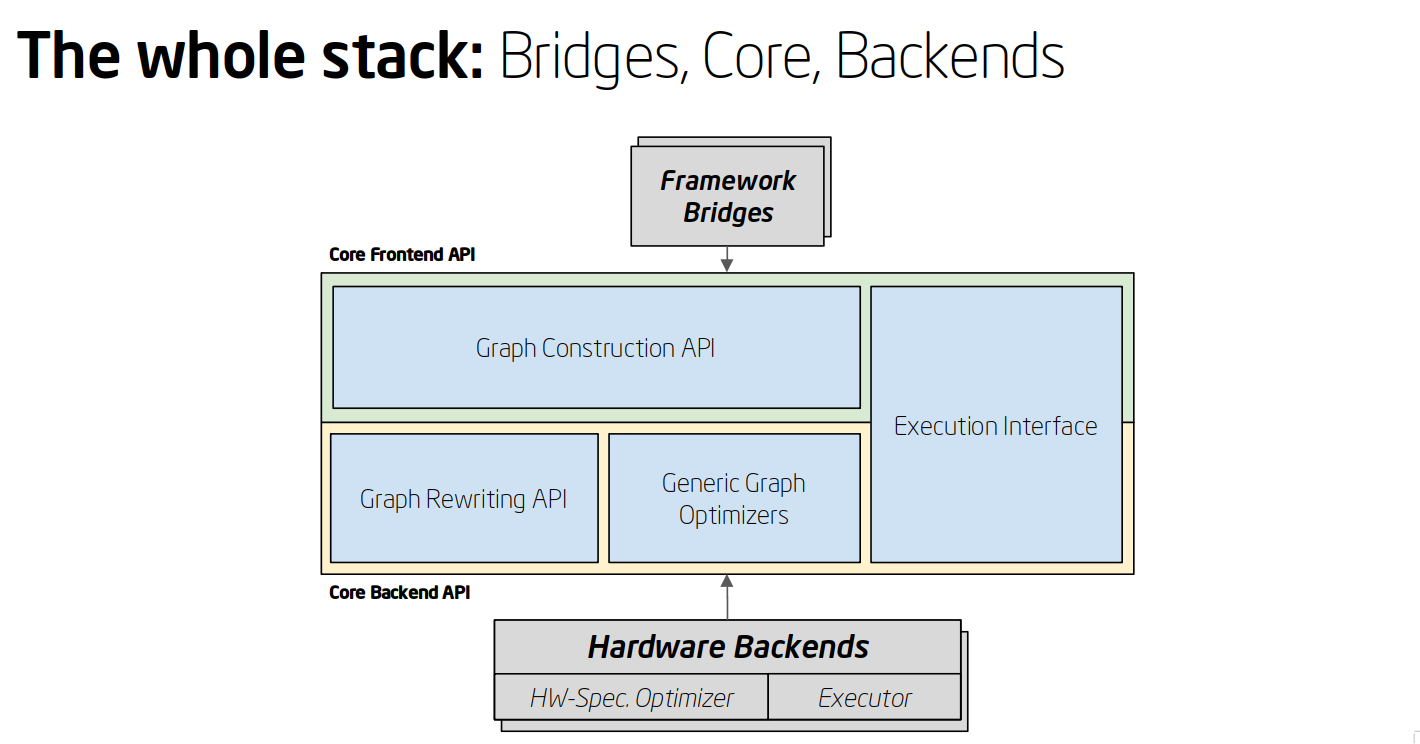 The whole stack: Bridges, Core, Backends
Framework
Bridges
Core Frontend API
Graph Construction API
Execution Interface
Graph Rewriting API
Generic Graph
Optimizers
Core Backend API
Hardware Backends
HW-Spec. Optimizer
Executor